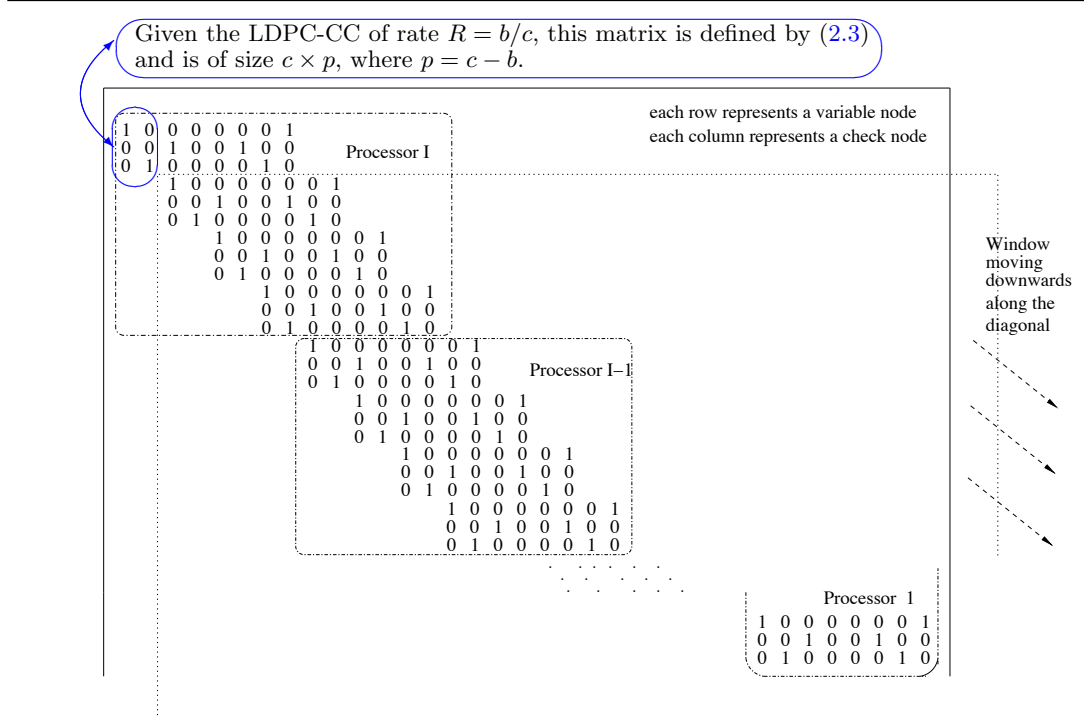 Given the LDPC-CC of rate R = b/c, this matrix is defined by (2.3)
and is of size c × p, where p = c − b.
each row represents a variable node
each column represents a check node
Processor I
1 0 0 0 0 0 0 1
0 0 1 0 0 1 0 0
0 1 0 0 0 0 1 0
1 0 0 0 0 0 0 1
0 0 1 0 0 1 0 0
0 1 0 0 0 0 1 0
1 0 0 0 0 0 0 1
0 0 1 0 0 1 0 0
0 1 0 0 0 0 1 0
1 0 0 0 0 0 0 1
0 0 1 0 0 1 0 0
0 1 0 0 0 0 1 0
Window
moving
downwards
along the
diagonal
Processor I–1
1 0 0 0 0 0 0 1
0 0 1 0 0 1 0 0
0 1 0 0 0 0 1 0
1 0 0 0 0 0 0 1
0 0 1 0 0 1 0 0
0 1 0 0 0 0 1 0
1 0 0 0 0 0 0 1
0 0 1 0 0 1 0 0
0 1 0 0 0 0 1 0
1 0 0 0 0 0 0 1
0 0 1 0 0 1 0 0
0 1 0 0 0 0 1 0
Processor 1
1 0 0 0 0 0 0 1
0 0 1 0 0 1 0 0
0 1 0 0 0 0 1 0